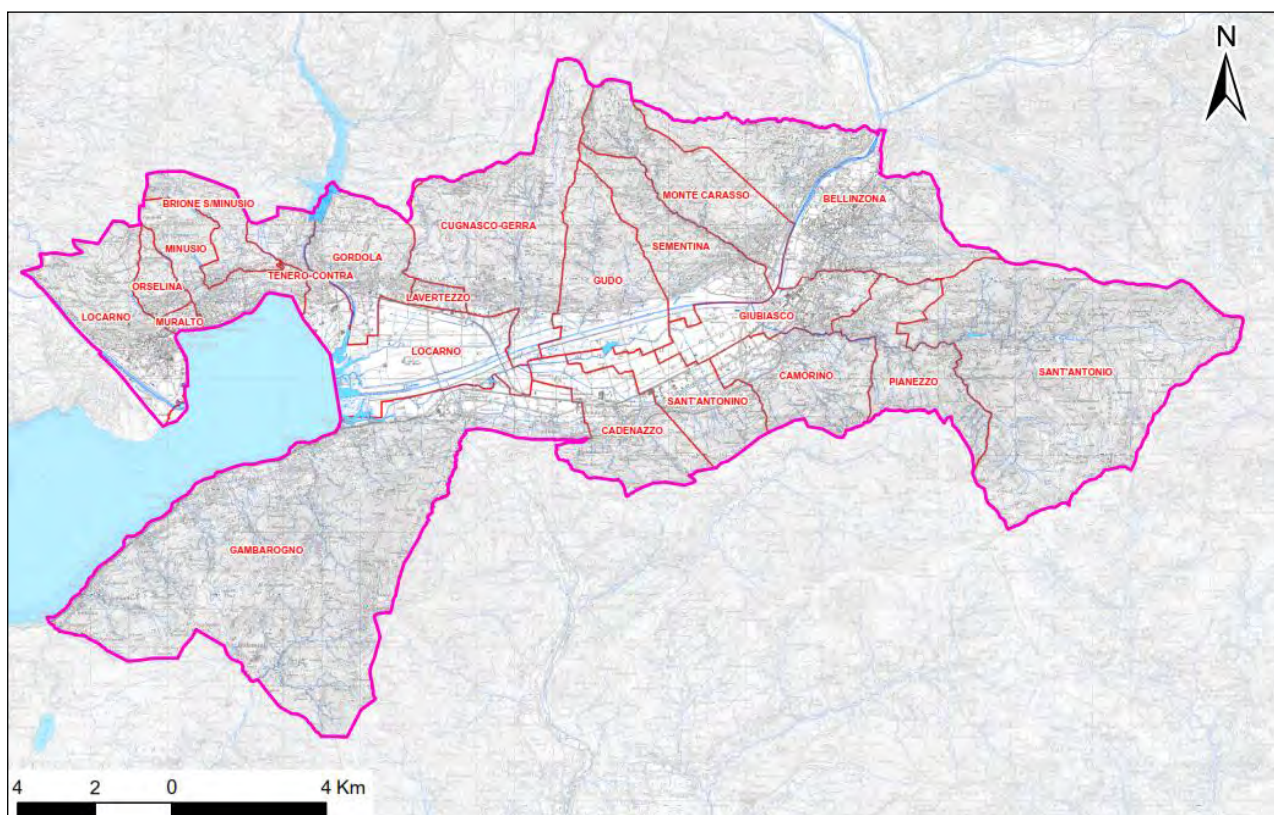 N
MONTE CARASSO
BELLINZONA
BRIONE S/MINUSIO
CUGNASCO-GERRA
MINUSIO
SEMENTINA
GORDOLA
TENERO-CONTRA
GUDO
ORSELINA
LAVERTEZZO
LOCARNO
MURALTO
GIUBIASCO
LOCARNO
CAMORINO
SANT'ANTONIO
PIANEZZO
SANT'ANTONINO
CADENAZZO
GAMBAROGNO
4 2 0 4 Km